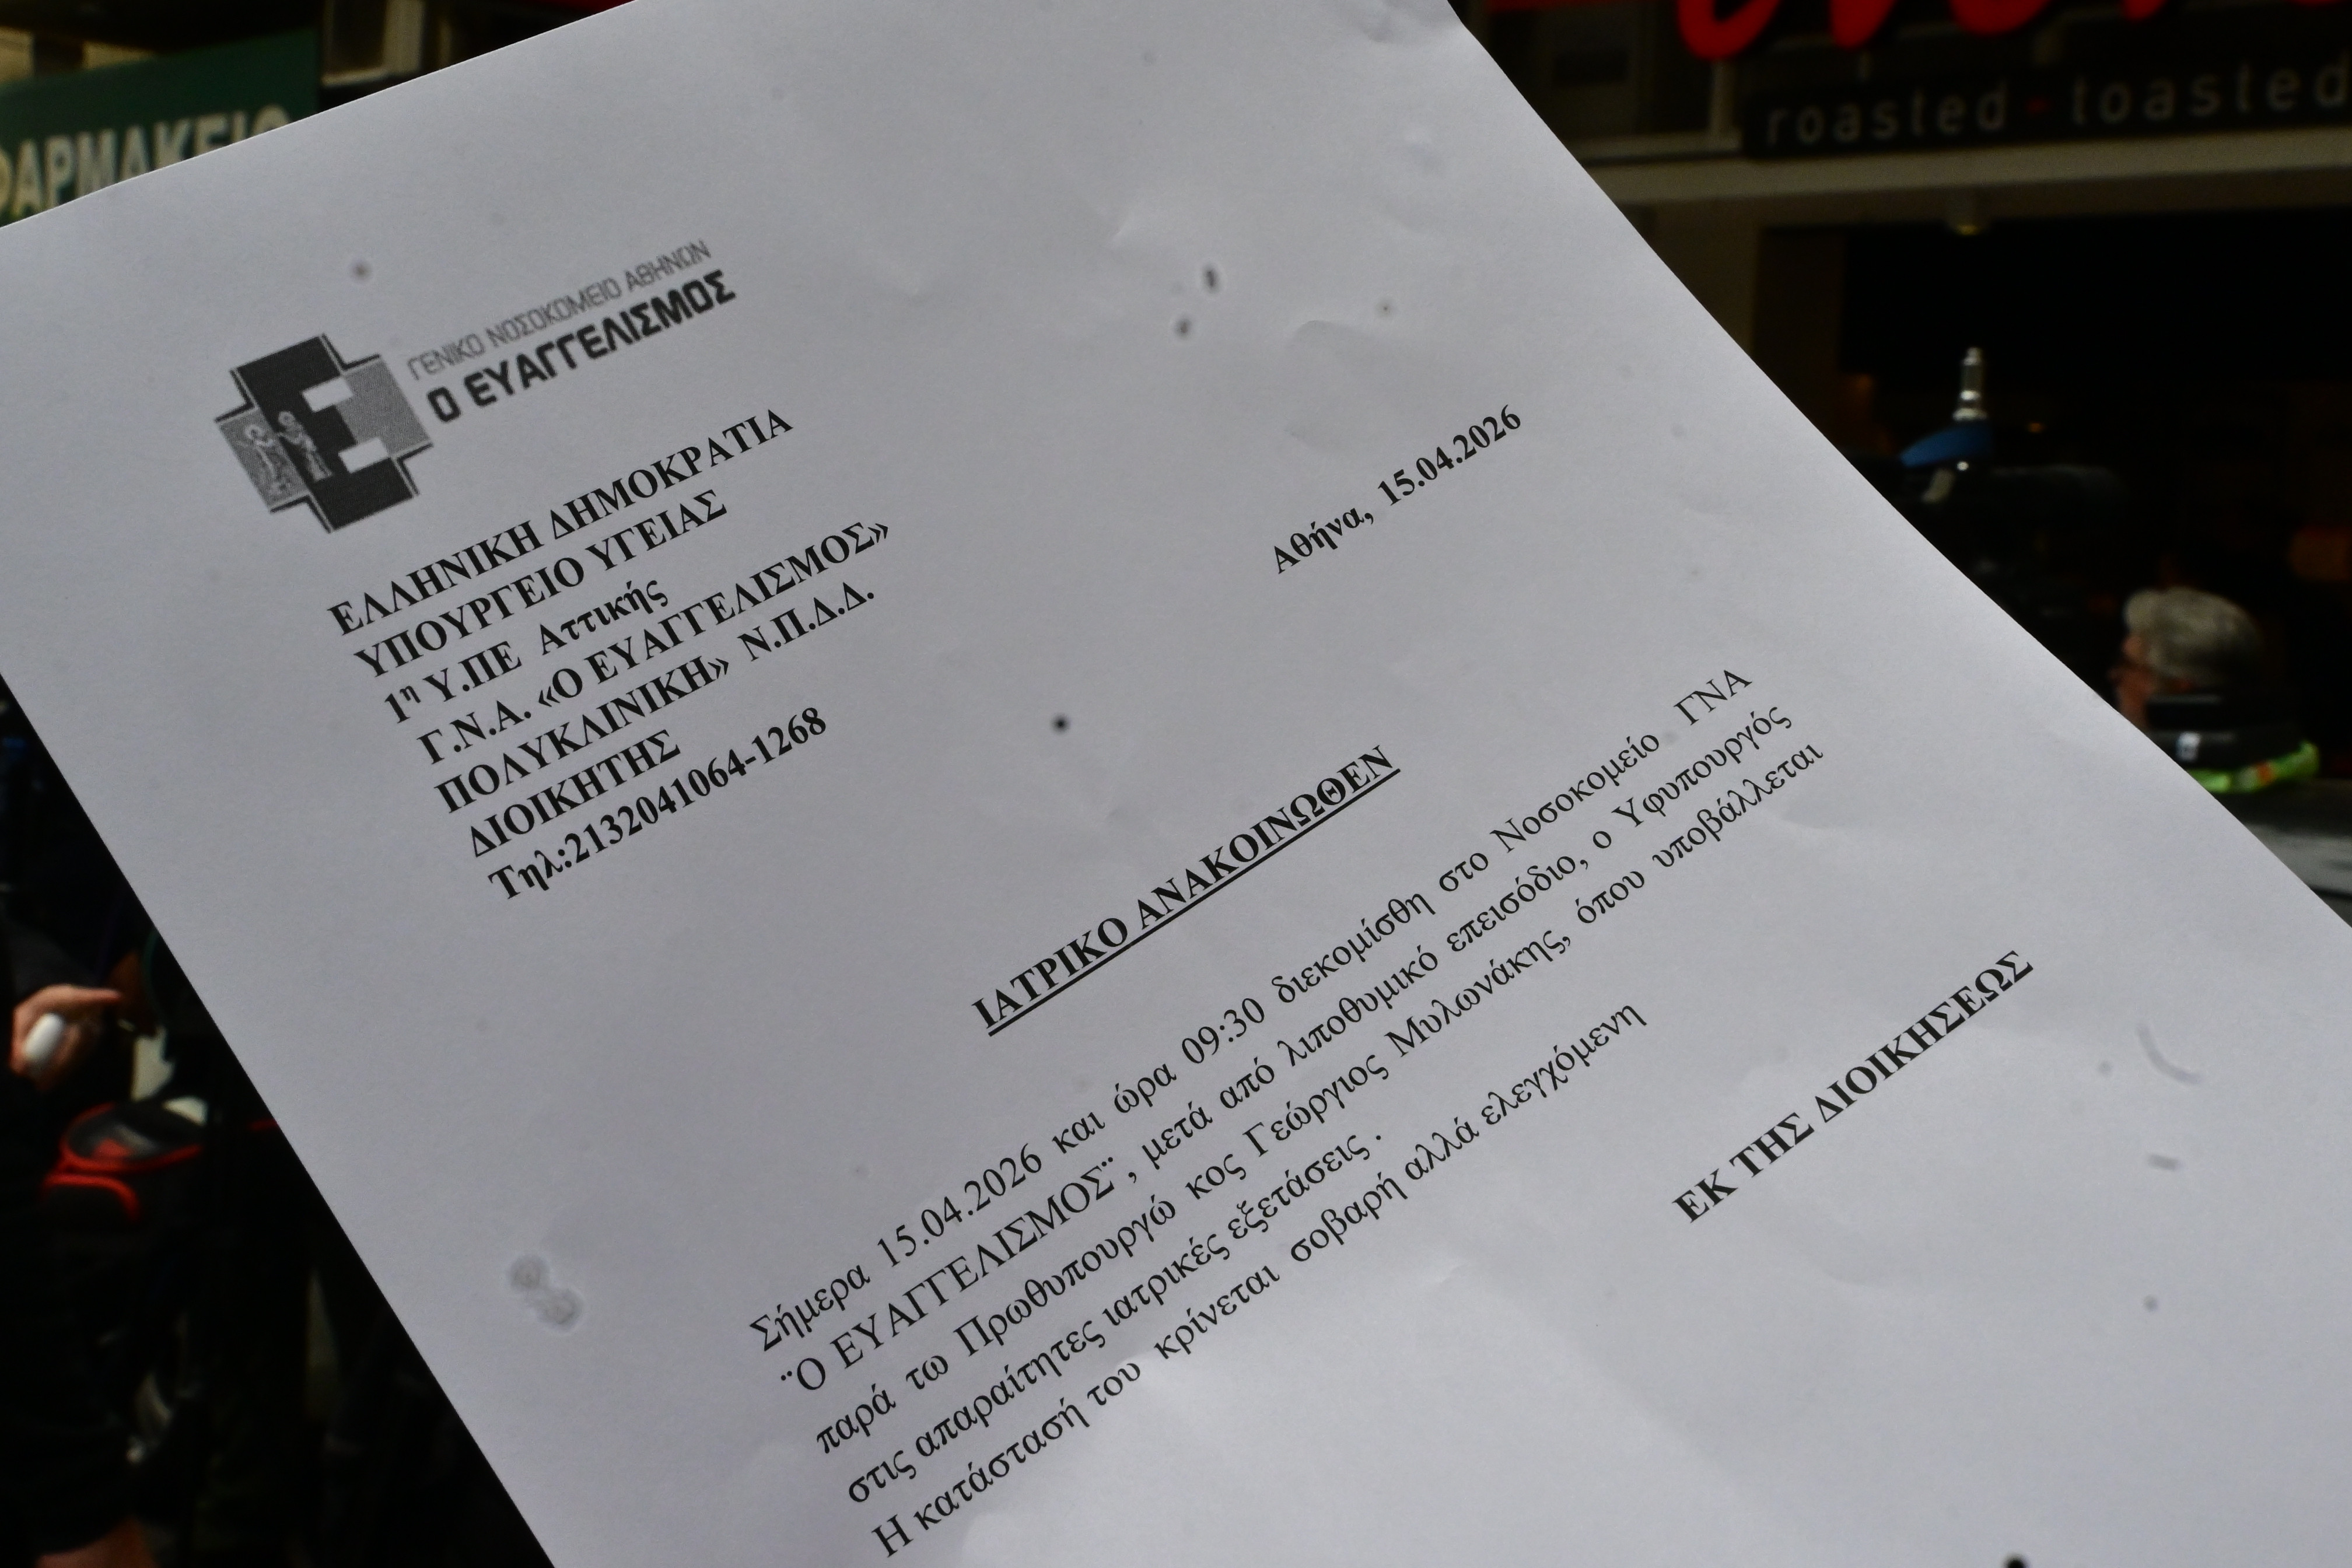 roasted - toasted
ΓΕΝΙΚΟ ΝΟΣΟΚΟΜΕΙΟ ΑΘΗΝΩΝ
Ο ΕΥΑΓΓΕΛΙΣΜΟΣ
ΕΛΛΗΝΙΚΗ ΔΗΜΟΚΡΑΤΙΑ
ΥΠΟΥΡΓΕΙΟ ΥΓΕΙΑΣ
1η Υ.ΠΕ Αττικής
Γ.Ν.Α. «Ο ΕΥΑΓΓΕΛΙΣΜΟΣ»
ΠΟΛΥΚΛΙΝΙΚΗ» Ν.Π.Δ.Δ.
ΔΙΟΙΚΗΤΗΣ
Τηλ:2132041064-1268
Αθήνα, 15.04.2026
ΙΑΤΡΙΚΟ ΑΝΑΚΟΙΝΩΘΕΝ
Σήμερα 15.04.2026 και ώρα 09:30 διεκομίσθη στο Νοσοκομείο ΓΝΑ
¨Ο ΕΥΑΓΓΕΛΙΣΜΟΣ¨, μετά από λιποθυμικό επεισόδιο, ο Υφυπουργός
παρά τω Πρωθυπουργώ κος Γεώργιος Μυλωνάκης, όπου υποβάλλεται
στις απαραίτητες ιατρικές εξετάσεις .
Η κατάστασή του κρίνεται σοβαρή αλλά ελεγχόμενη
ΕΚ ΤΗΣ ΔΙΟΙΚΗΣΕΩΣ